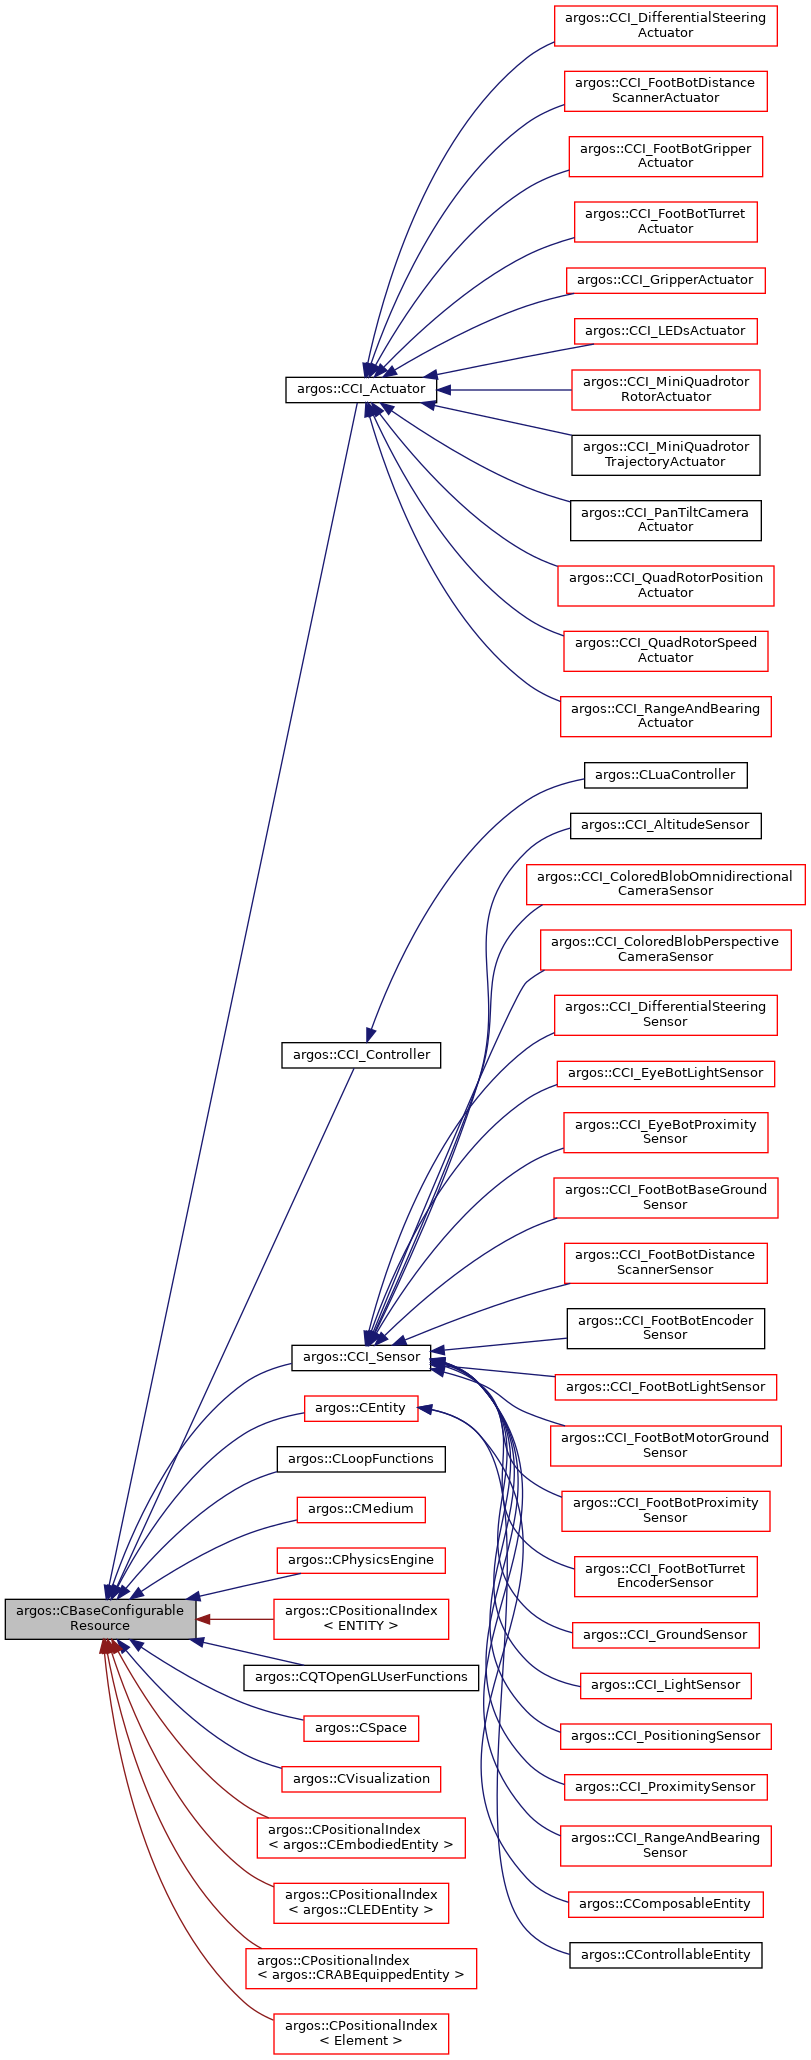 argos::CCI_DifferentialSteering
Actuator
argos::CCI_FootBotDistance
ScannerActuator
argos::CCI_FootBotGripper
Actuator
argos::CCI_FootBotTurret
Actuator
argos::CCI_GripperActuator
argos::CCI_LEDsActuator
argos::CCI_Actuator
argos::CCI_MiniQuadrotor
RotorActuator
argos::CCI_MiniQuadrotor
TrajectoryActuator
argos::CCI_PanTiltCamera
Actuator
argos::CCI_QuadRotorPosition
Actuator
argos::CCI_QuadRotorSpeed
Actuator
argos::CCI_RangeAndBearing
Actuator
argos::CLuaController
argos::CCI_AltitudeSensor
argos::CCI_ColoredBlobOmnidirectional
CameraSensor
argos::CCI_ColoredBlobPerspective
CameraSensor
argos::CCI_DifferentialSteering
Sensor
argos::CCI_Controller
argos::CCI_EyeBotLightSensor
argos::CCI_EyeBotProximity
Sensor
argos::CCI_FootBotBaseGround
Sensor
argos::CCI_FootBotDistance
ScannerSensor
argos::CCI_FootBotEncoder
Sensor
argos::CCI_Sensor
argos::CCI_FootBotLightSensor
argos::CEntity
argos::CCI_FootBotMotorGround
Sensor
argos::CLoopFunctions
argos::CMedium
argos::CCI_FootBotProximity
Sensor
argos::CPhysicsEngine
argos::CCI_FootBotTurret
EncoderSensor
argos::CBaseConfigurable
Resource
argos::CPositionalIndex
< ENTITY >
argos::CCI_GroundSensor
argos::CQTOpenGLUserFunctions
argos::CCI_LightSensor
argos::CSpace
argos::CCI_PositioningSensor
argos::CVisualization
argos::CCI_ProximitySensor
argos::CPositionalIndex
< argos::CEmbodiedEntity >
argos::CCI_RangeAndBearing
Sensor
argos::CPositionalIndex
< argos::CLEDEntity >
argos::CComposableEntity
argos::CPositionalIndex
< argos::CRABEquippedEntity >
argos::CControllableEntity
argos::CPositionalIndex
< Element >